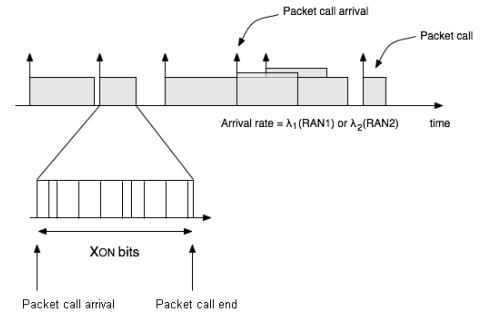 Packet call arrival
Packet call
Arrival rate = λ1(RAN1) or λ2(RAN2)
time
XON bits
Packet call arrival
Packet call end